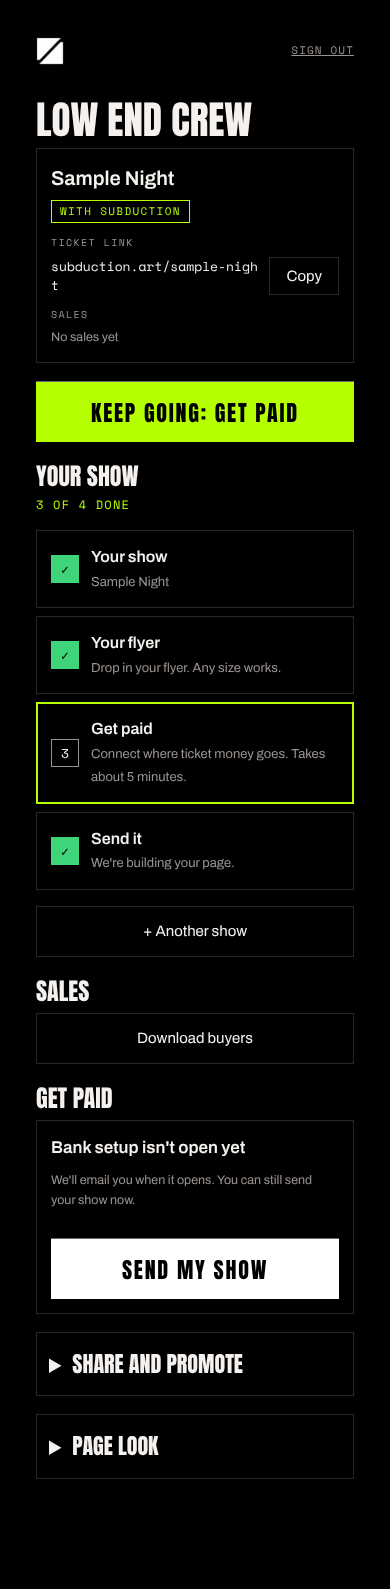 SIGN OUT
LOW END CREW
Sample Night
WITH SUBDUCTION
TICKET LINK
subduction.art/sample-nigh
t
Copy
SALES
No sales yet
KEEP GOING: GET PAID
YOUR SHOW
3 OF 4 DONE
✓
Your show
Sample Night
✓
Your flyer
Drop in your flyer. Any size works.
3
Get paid
Connect where ticket money goes. Takes
about 5 minutes.
✓
Send it
We're building your page.
+ Another show
SALES
Download buyers
GET PAID
Bank setup isn't open yet
We'll email you when it opens. You can still send
your show now.
SEND MY SHOW
SHARE AND PROMOTE
PAGE LOOK